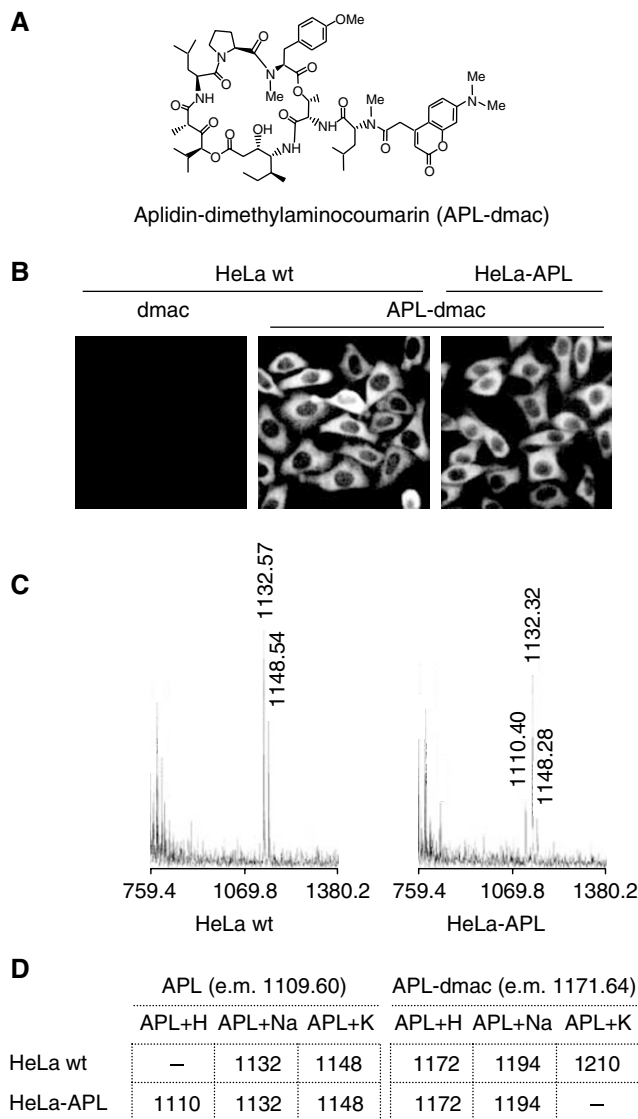 A
OMe
O
O
N
O
N
Me
O
O
NH
O
O
O
OH
O
NH
O
NH
O
Me
N
O
O
O
N
Me
Me
Aplidin-dimethylaminocoumarin (APL-dmac)
B
HeLa wt HeLa-APL
dmac APL-dmac
C
1132.57
1148.54
1110.40
1132.32
1148.28
759.4 1069.8 1380.2 759.4 1069.8 1380.2
HeLa wt HeLa-APL
D
APL (e.m. 1109.60) APL-dmac (e.m. 1171.64)
APL+H APL+Na APL+K APL+H APL+Na APL+K
HeLa wt – 1132 1148 1172 1194 1210
HeLa-APL 1110 1132 1148 1172 1194 –